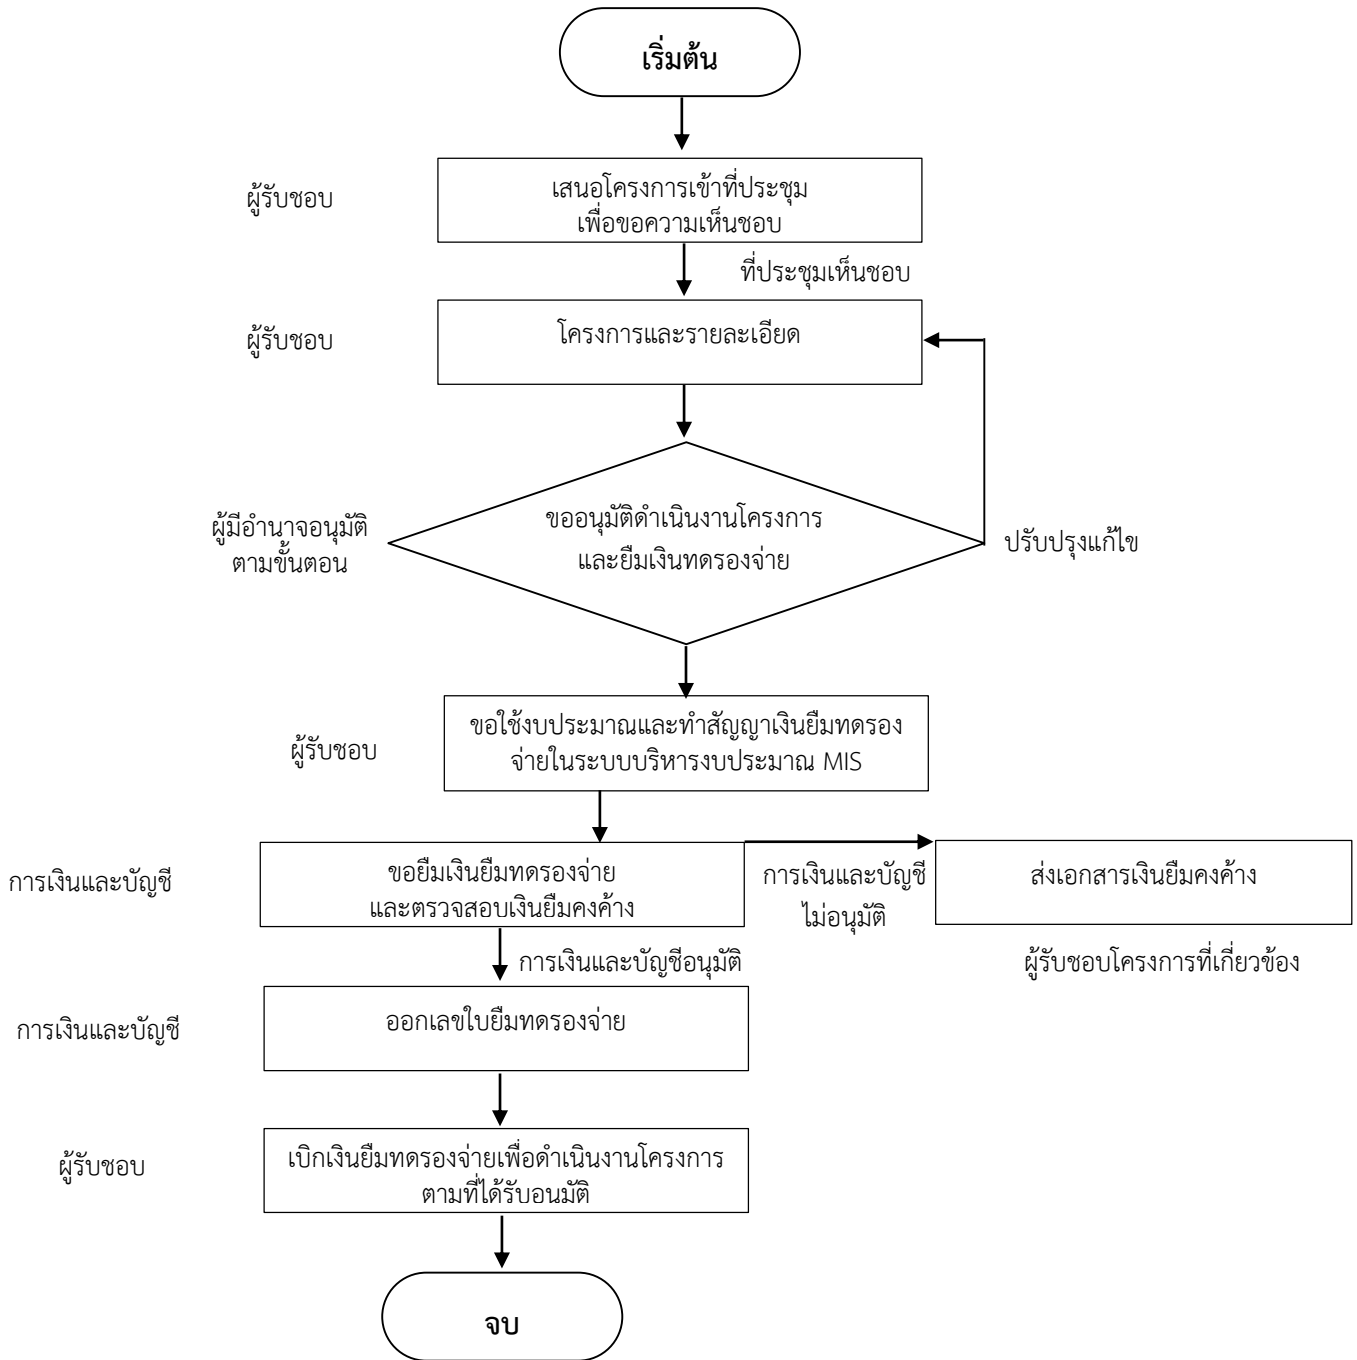 เริ่มต้น
ผู้รับชอบ
เสนอโครงการเข้าที่ประชุม
เพื่อขอความเห็นชอบ
ที่ประชุมเห็นชอบ
ผู้รับชอบ
โครงการและรายละเอียด
ผู้มีอำนาจอนุมัติ
ตามขั้นตอน
ขออนุมัติดำเนินงานโครงการ
และยืมเงินทดรองจ่าย
ปรับปรุงแก้ไข
ผู้รับชอบ
ขอใช้งบประมาณและทำสัญญาเงินยืมทดรอง
จ่ายในระบบบริหารงบประมาณ MIS
การเงินและบัญชี
ขอยืมเงินยืมทดรองจ่าย
และตรวจสอบเงินยืมคงค้าง
การเงินและบัญชี
ไม่อนุมัติ
ส่งเอกสารเงินยืมคงค้าง
ผู้รับชอบโครงการที่เกี่ยวข้อง
การเงินและบัญชีอนุมัติ
การเงินและบัญชี
ออกเลขใบยืมทดรองจ่าย
ผู้รับชอบ
เบิกเงินยืมทดรองจ่ายเพื่อดำเนินงานโครงการ
ตามที่ได้รับอนมัติ
จบ